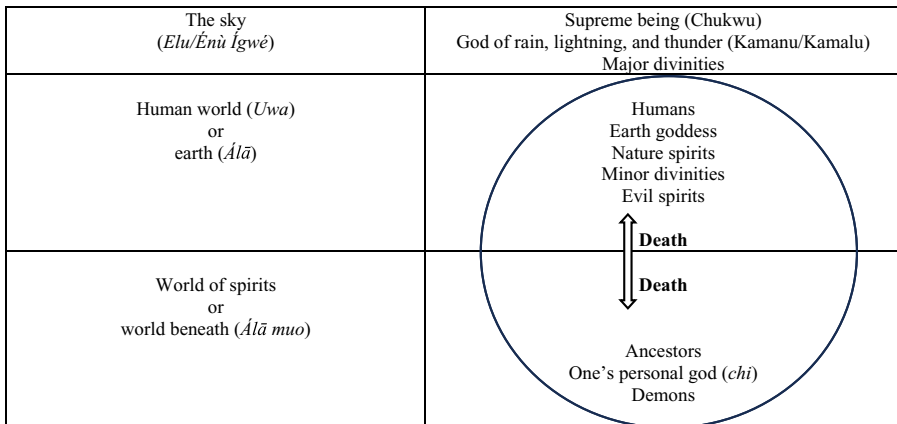 The sky
(Elu/Énù Ígwé)
Supreme being (Chukwu)
God of rain, lightning, and thunder (Kamanu/Kamalu)
Major divinities
Human world (Uwa)
or
earth (Álā)
Humans
Earth goddess
Nature spirits
Minor divinities
Evil spirits
Death
World of spirits
or
world beneath (Álā muo)
Death
Ancestors
One's personal god (chi)
Demons